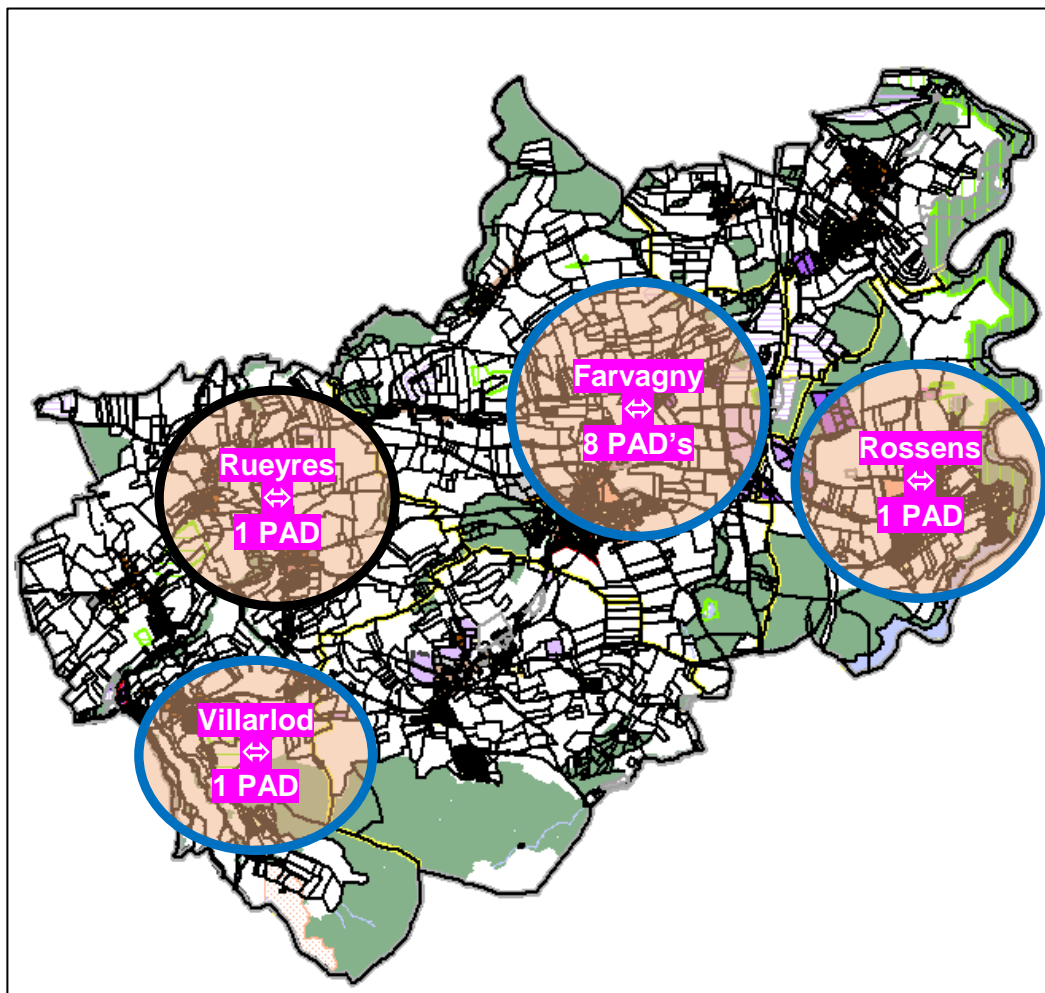 Farvagny
⇔
8 PAD's
Rossens
⇔
1 PAD
Rueyres
⇔
1 PAD
Villarlod
⇔
1 PAD